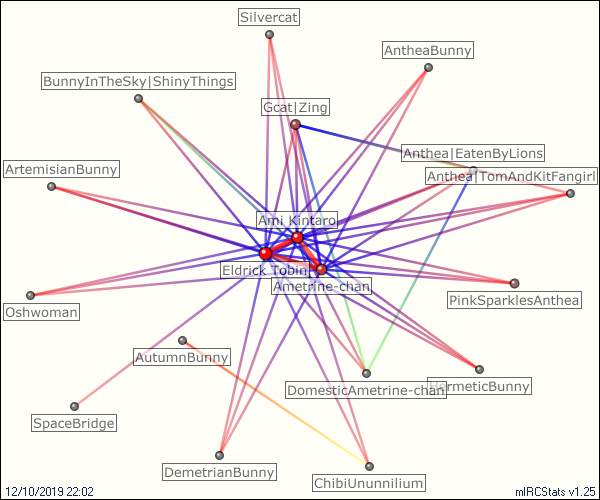 Silvercat
AntheaBunny
BunnyInTheSky|ShinyThings
Gcat|Zing
Anthea|EatenByLions
ArtemisianBunny
Anthea|TomAndKitFangirl
Ami Kintaro
Eldrick Tobin
Ametrine-chan
PinkSparklesAnthea
Oshwoman
AutumnBunny
DomesticAmetrine-chan
HermeticBunny
SpaceBridge
DemetrianBunny
ChibiUnunnilium
12/10/2019 22:02
mIRCStats v1.25